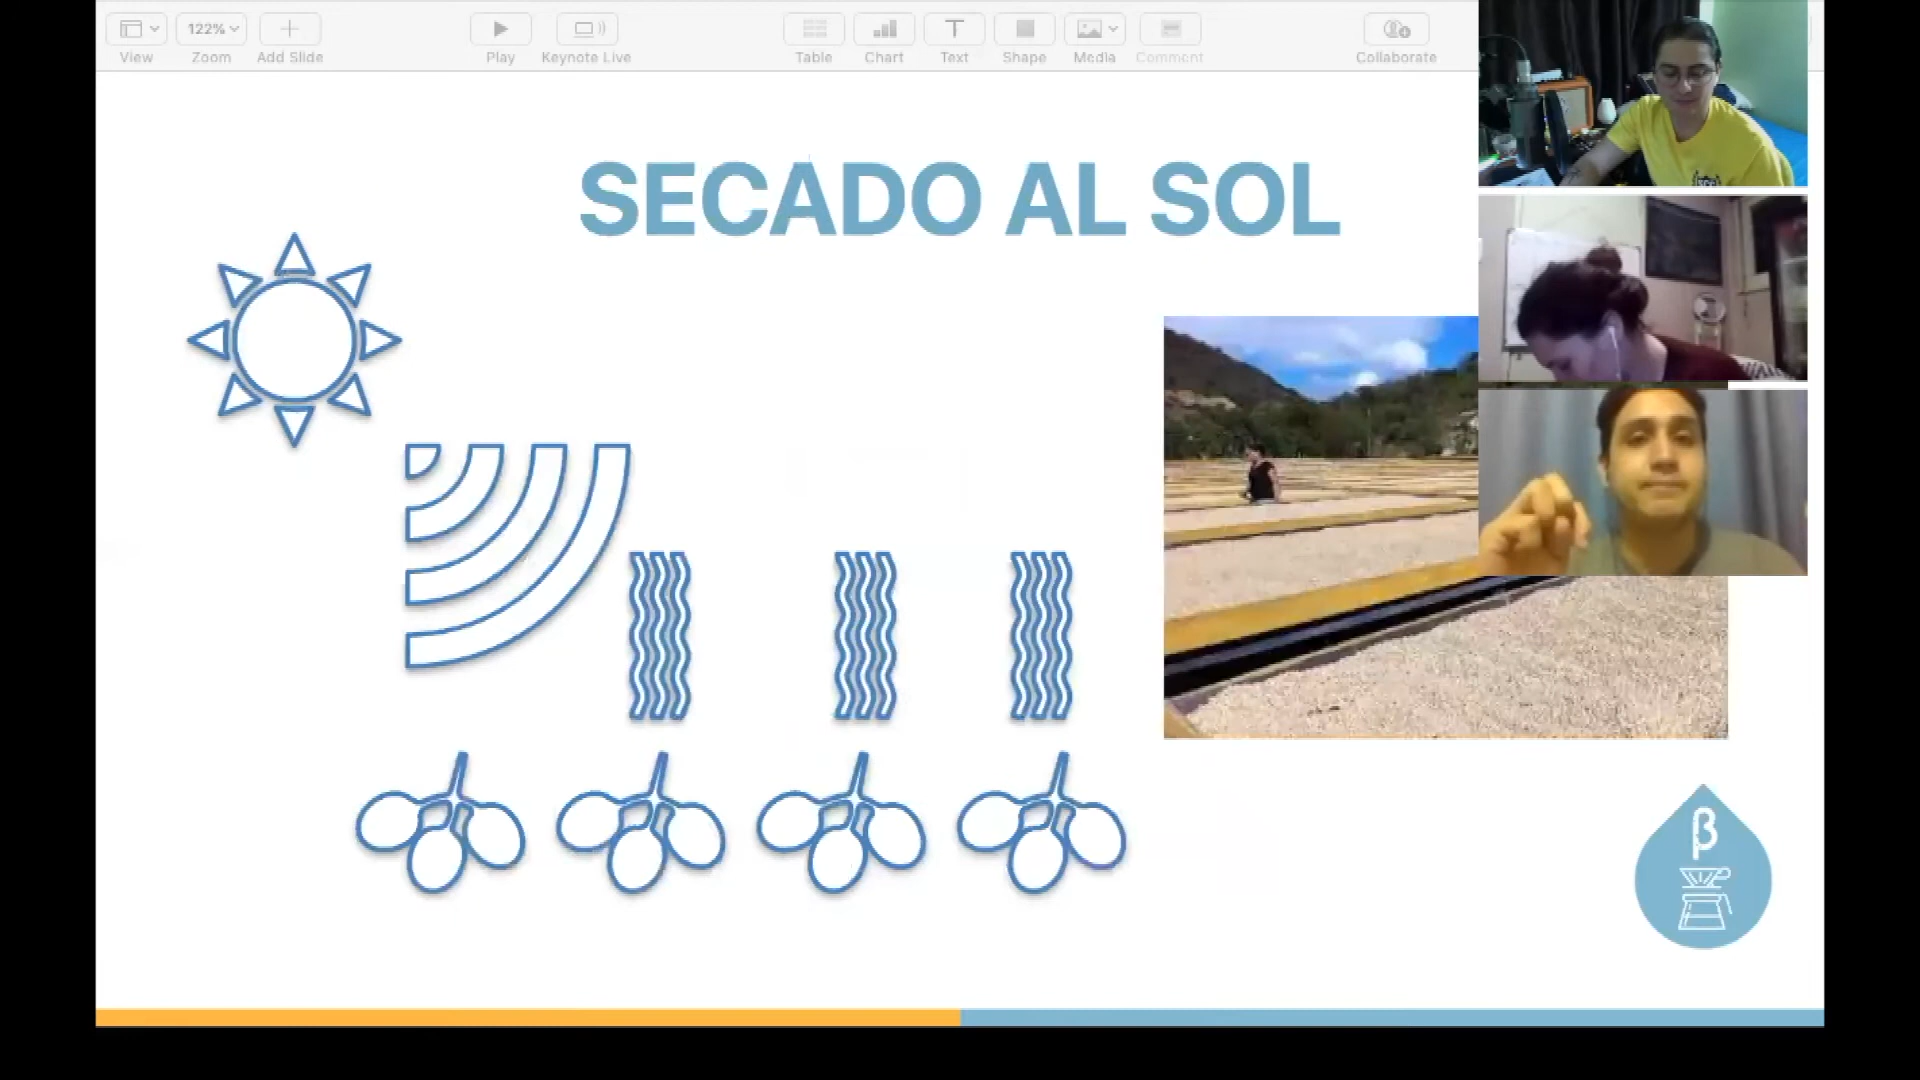 122%
View
Zoom
Add Slide
Play
Keynote Live
Table
Chart
Text
Shape
Media
Comment
Collaborate
SECADO AL SOL
β